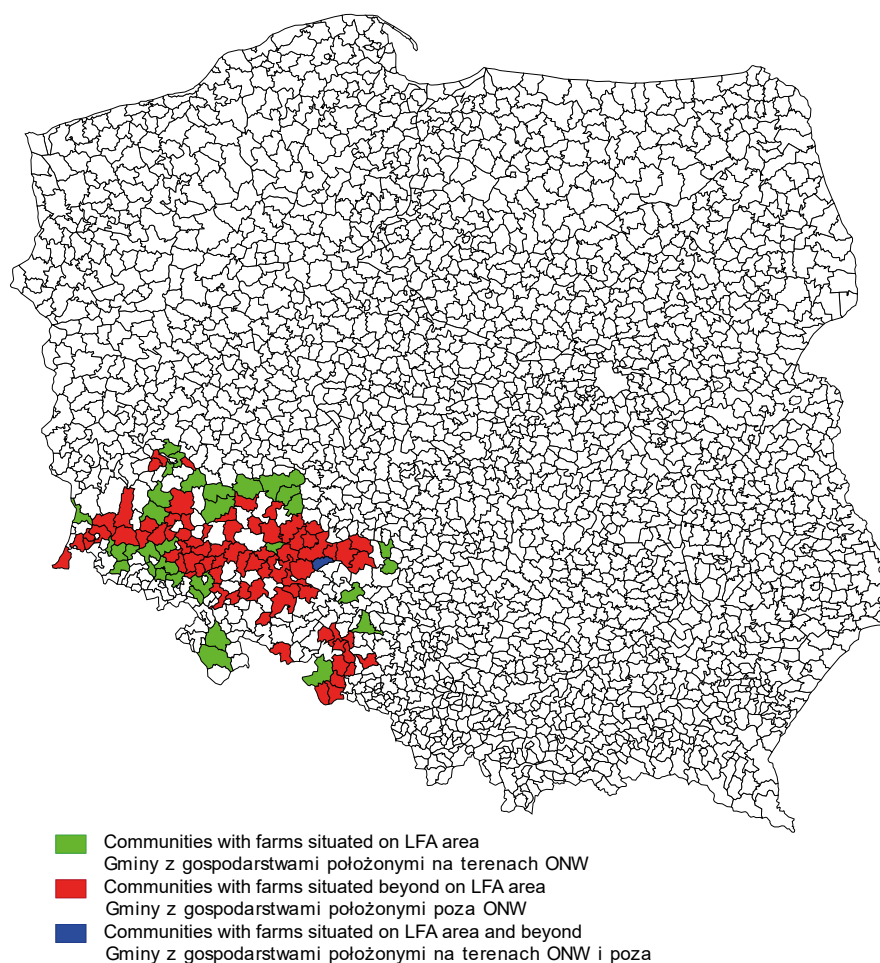 Communities with farms situated on LFA area
Gminy z gospodarstwami położonymi na terenach ONW
Communities with farms situated beyond on LFA area
Gminy z gospodarstwami położonymi poza ONW
Communities with farms situated on LFA area and beyond
Gminy z gospodarstwami położonymi na terenach ONW i poza